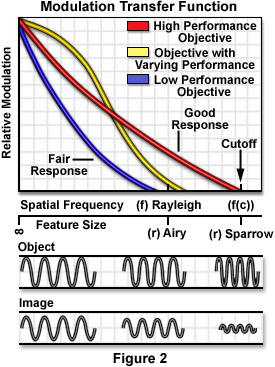 Modulation Transfer Function
High Performance
Objective
Objective with
Varying Performance
Low Performance
Objective
Relative Modulation
Good
Response
Cutoff
Fair
Response
Spatial Frequency (f) Rayleigh (f(c))
Feature Size
∞ (r) Airy (r) Sparrow
Object
Image
Figure 2